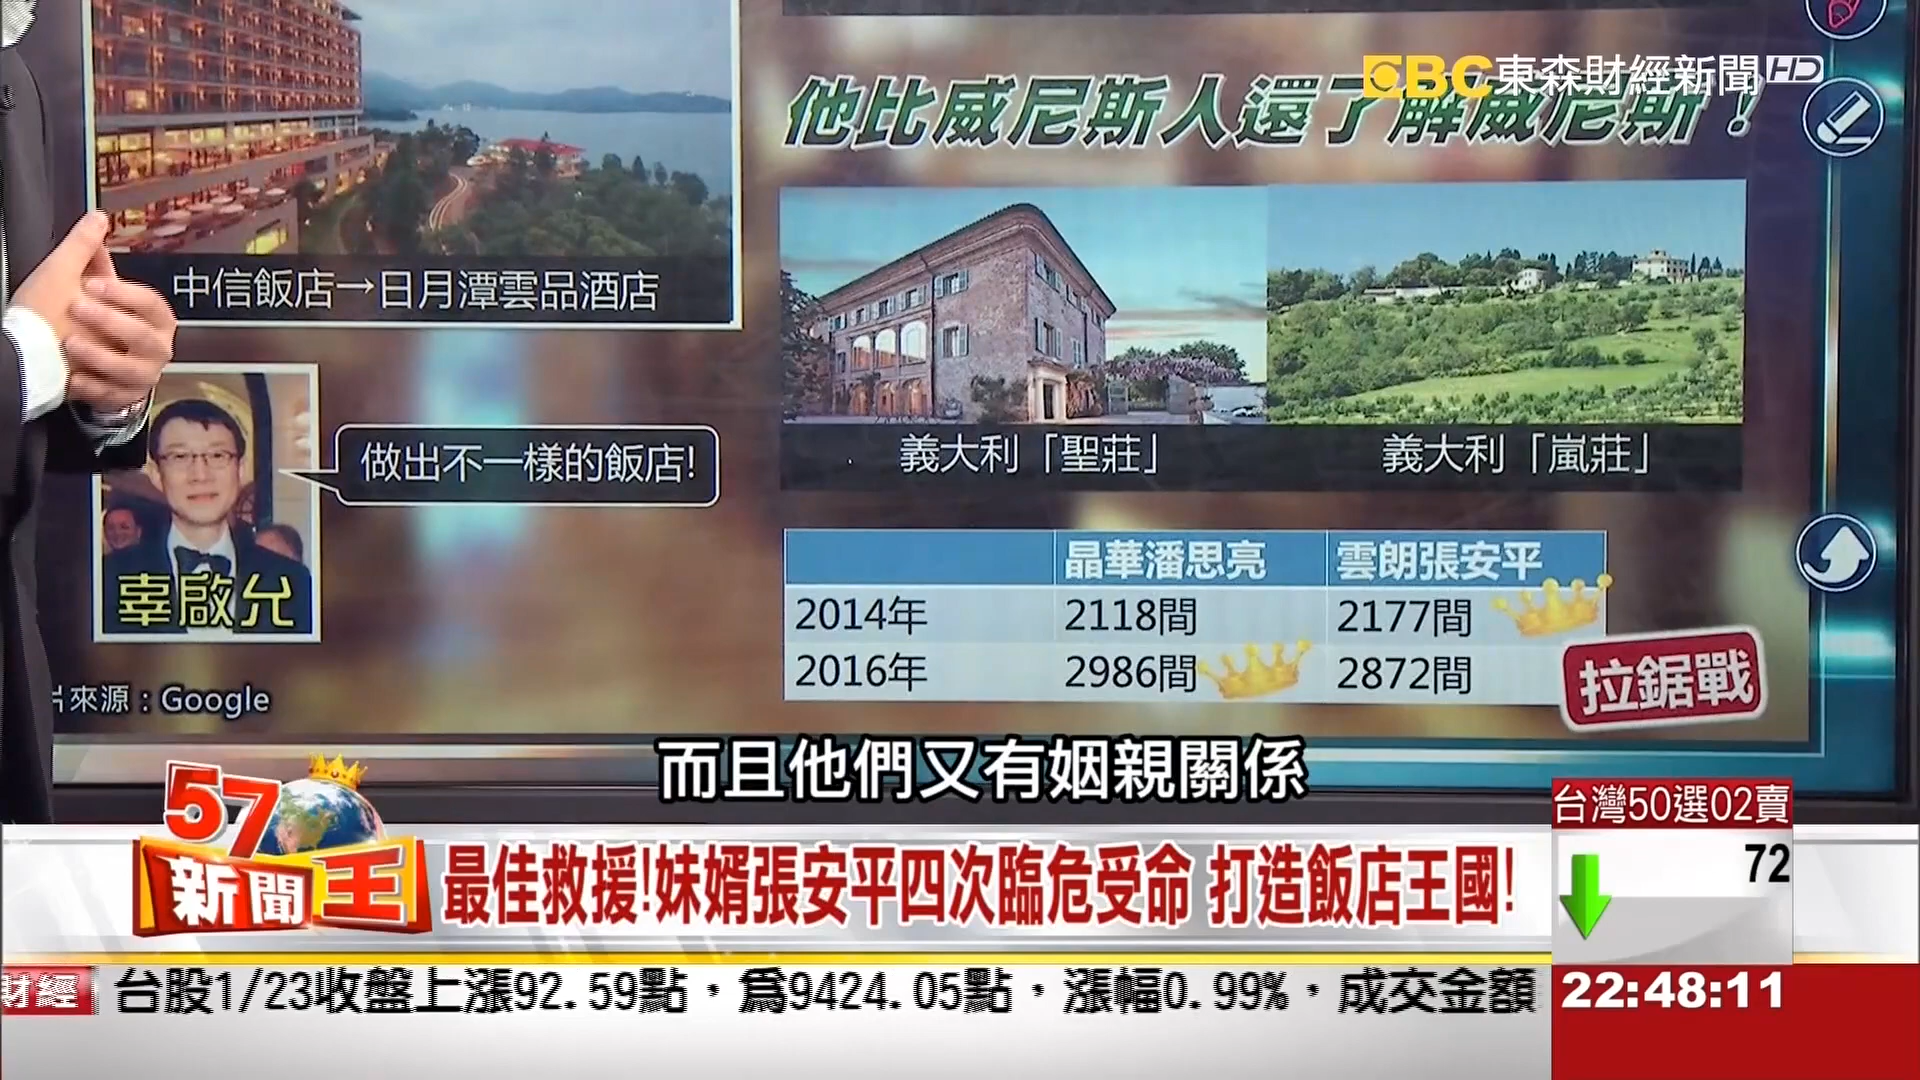 EBC東森財經新聞HD
他比威尼斯人還了解威尼斯!
中信飯店→日月潭雲品酒店
義大利「聖莊」
義大利「嵐莊」
做出不一樣的飯店!
辜啟允
片來源:Google
晶華潘思亮 雲朗張安平
2014年 2118間 2177間
2016年 2986間 2872間
拉鋸戰
而且他們又有姻親關係
57
新聞王
最佳救援!妹婿張安平四次臨危受命 打造飯店王國!
台灣50選02賣
72
財經
台股1/23收盤上漲92.59點,為9424.05點,漲幅0.99%,成交金額
22:48:11